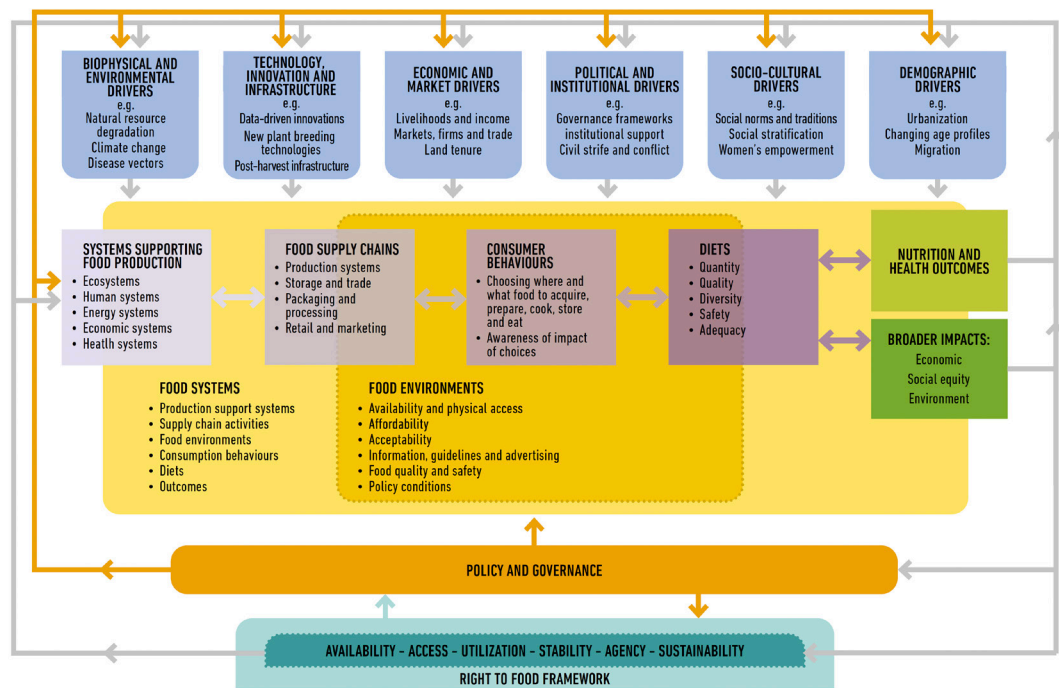 BIOPHYSICAL AND
ENVIRONMENTAL
DRIVERS
e.g.
Natural resource
degradation
Climate change
Disease vectors
TECHNOLOGY,
INNOVATION AND
INFRASTRUCTURE
e.g.
Data-driven innovations
New plant breeding
technologies
Post-harvest infrastructure
ECONOMIC AND
MARKET DRIVERS
e.g.
Livelihoods and income
Markets, firms and trade
Land tenure
POLITICAL AND
INSTITUTIONAL DRIVERS
e.g.
Governance frameworks
institutional support
Civil strife and conflict
SOCIO-CULTURAL
DRIVERS
e.g.
Social norms and traditions
Social stratification
Women's empowerment
DEMOGRAPHIC
DRIVERS
e.g.
Urbanization
Changing age profiles
Migration
SYSTEMS SUPPORTING
FOOD PRODUCTION
• Ecosystems
• Human systems
• Energy systems
• Economic systems
• Health systems
FOOD SUPPLY CHAINS
• Production systems
• Storage and trade
• Packaging and
processing
• Retail and marketing
CONSUMER
BEHAVIOURS
• Choosing where and
what food to acquire,
prepare, cook, store
and eat
• Awareness of impact
of choices
DIETS
• Quantity
• Quality
• Diversity
• Safety
• Adequacy
NUTRITION AND
HEALTH OUTCOMES
BROADER IMPACTS:
Economic
Social equity
Environment
FOOD SYSTEMS
• Production support systems
• Supply chain activities
• Food environments
• Consumption behaviours
• Diets
• Outcomes
FOOD ENVIRONMENTS
• Availability and physical access
• Affordability
• Acceptability
• Information, guidelines and advertising
• Food quality and safety
• Policy conditions
POLICY AND GOVERNANCE
AVAILABILITY – ACCESS – UTILIZATION – STABILITY – AGENCY – SUSTAINABILITY
RIGHT TO FOOD FRAMEWORK